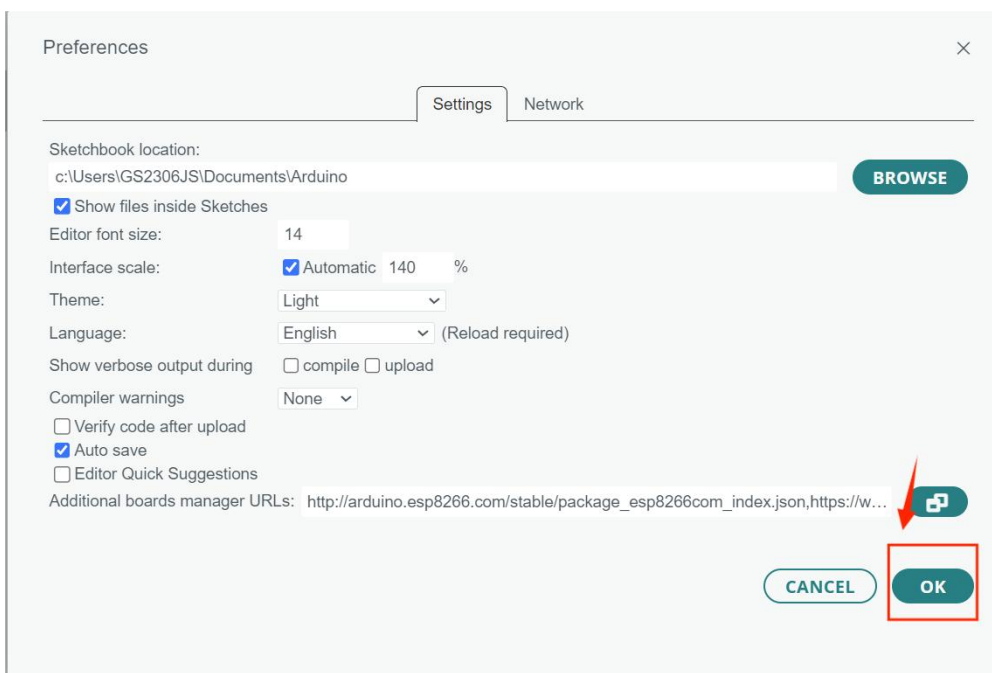 Preferences
Settings Network
Sketchbook location:
c:\Users\GS2306JS\Documents\Arduino BROWSE
Show files inside Sketches
Editor font size: 14
Interface scale: Automatic 140 %
Theme: Light
Language: English (Reload required)
Show verbose output during compile upload
Compiler warnings None
Verify code after upload
Auto save
Editor Quick Suggestions
Additional boards manager URLs: http://arduino.esp8266.com/stable/package_esp8266com_index.json,https://w...
CANCEL OK